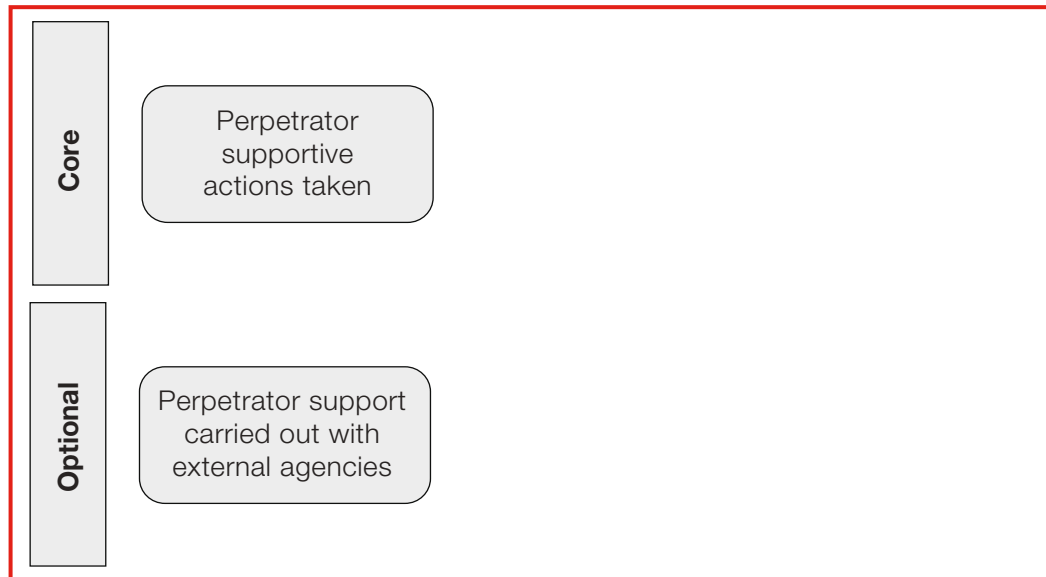 Core
Perpetrator
supportive
actions taken
Optional
Perpetrator support
carried out with
external agencies